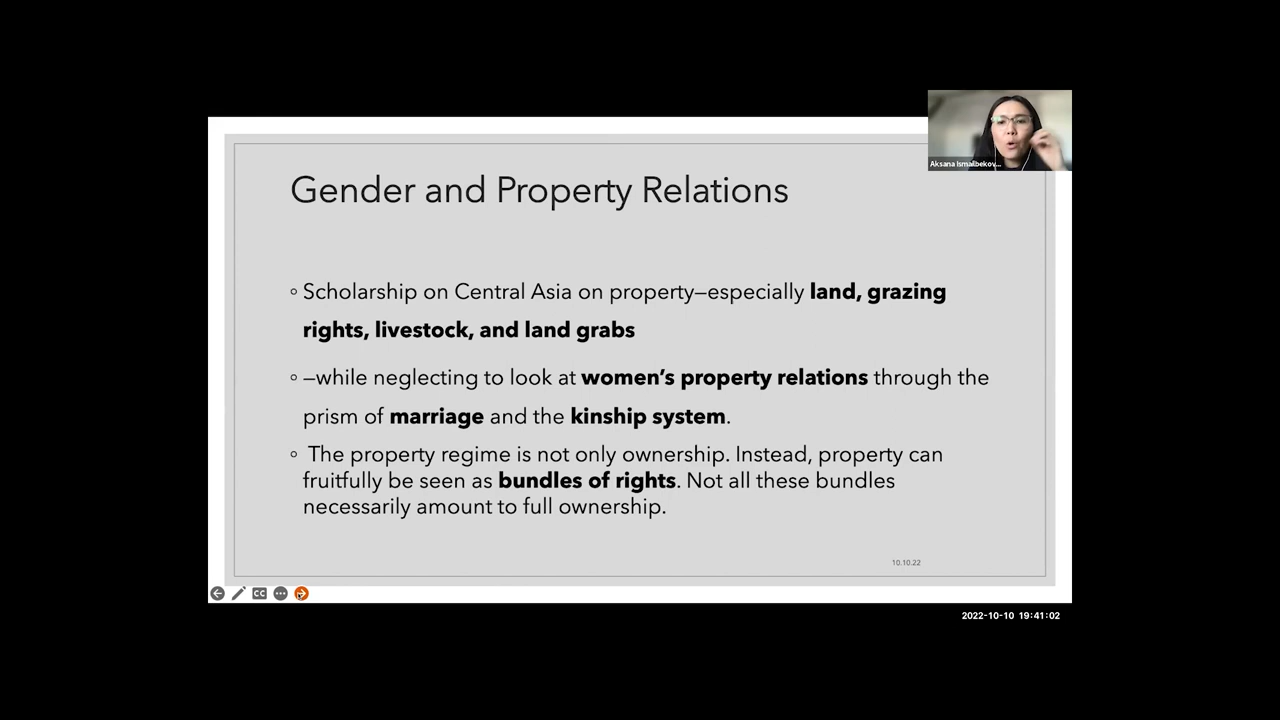 Aksana Ismailbekov...
Gender and Property Relations
◦ Scholarship on Central Asia on property—especially land, grazing
rights, livestock, and land grabs
◦ —while neglecting to look at women’s property relations through the
prism of marriage and the kinship system.
◦ The property regime is not only ownership. Instead, property can
fruitfully be seen as bundles of rights. Not all these bundles
necessarily amount to full ownership.
10.10.22
CC
2022-10-10 19:41:02